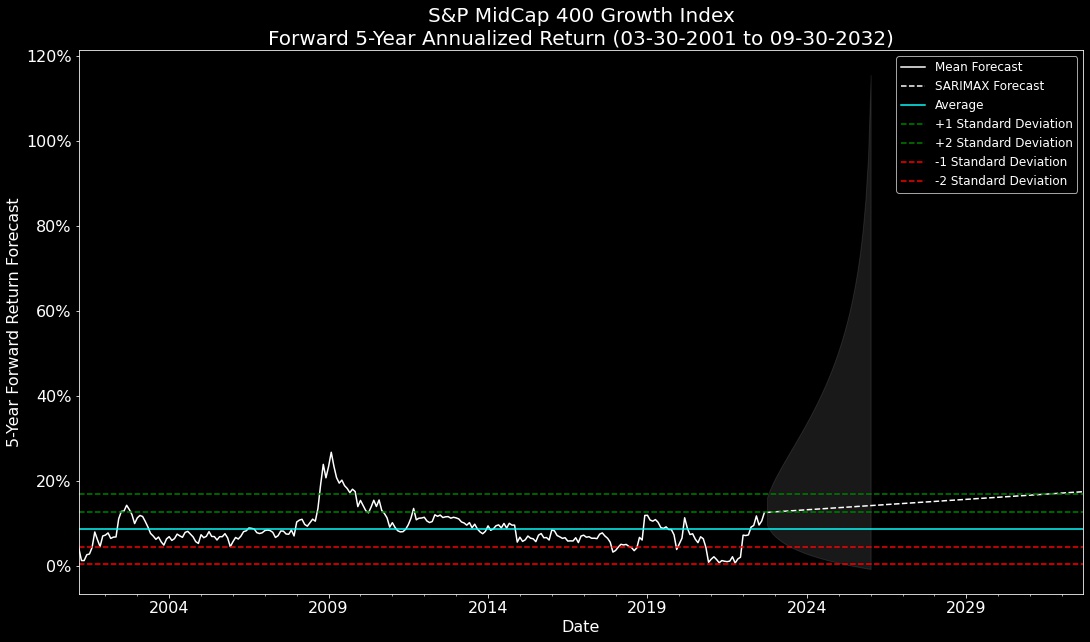 S&P MidCap 400 Growth Index
Forward 5-Year Annualized Return (03-30-2001 to 09-30-2032)
120%
100%
80%
60%
40%
20%
0%
5-Year Forward Return Forecast
Mean Forecast
SARIMAX Forecast
Average
+1 Standard Deviation
+2 Standard Deviation
-1 Standard Deviation
-2 Standard Deviation
2004
2009
2014
2019
2024
2029
Date